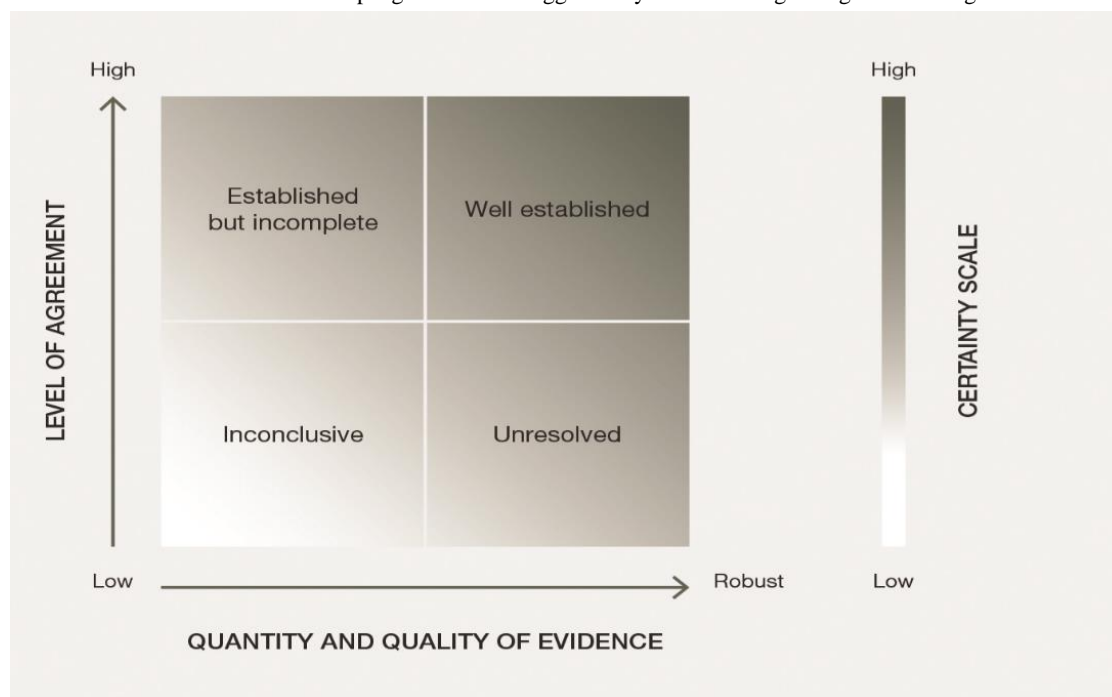 High
High
LEVEL OF AGREEMENT
Established
but incomplete
Well established
CERTAINTY SCALE
Inconclusive
Unresolved
Low
Robust
Low
QUANTITY AND QUALITY OF EVIDENCE